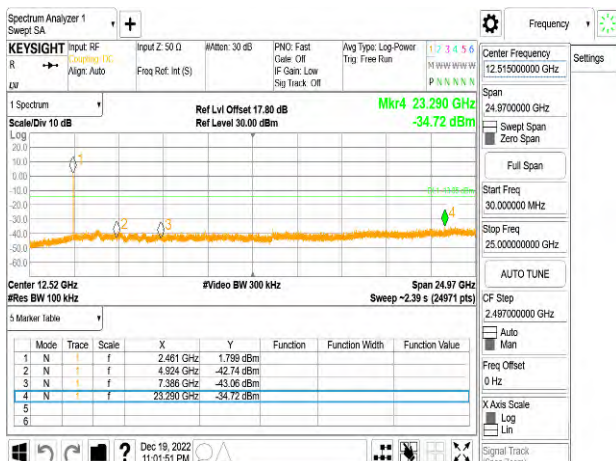 Spectrum Analyzer 1
Swept SA
Frequency
KEYSIGHT
Input: RF
Coupling: DC
Align: Auto
Input Z: 50 Ω
Freq Ref: Int (S)
#Atten: 30 dB
PNO: Fast
Gate: Off
IF Gain: Low
Sig Track: Off
Avg Type: Log-Power
Trig: Free Run
1 2 3 4 5 6
M W W W W W
P N N N N N
R
LW
1 Spectrum
Scale/Div 10 dB
Ref Lvl Offset 17.80 dB
Ref Level 30.00 dBm
Mkr4 23.290 GHz
-34.72 dBm
Log
20.0
10.0
0.00
-10.0
-20.0
-30.0
-40.0
-50.0
-60.0
1
2
3
4
Center 12.52 GHz
#Res BW 100 kHz
#Video BW 300 kHz
Span 24.97 GHz
Sweep ~2.39 s (24971 pts)
5 Marker Table
Mode Trace Scale X Y Function Function Width Function Value
1 N 1 f 2.461 GHz 1.799 dBm
2 N 1 f 4.924 GHz -42.74 dBm
3 N 1 f 7.386 GHz -43.06 dBm
4 N 1 f 23.290 GHz -34.72 dBm
5
6
?
Dec 19, 2022
11:01:51 PM
Center Frequency
12.515000000 GHz
Settings
Span
24.9700000 GHz
Swept Span
Zero Span
Full Span
Start Freq
30.000000 MHz
Stop Freq
25.000000000 GHz
AUTO TUNE
CF Step
2.497000000 GHz
Auto
Man
Freq Offset
0 Hz
X Axis Scale
Log
Lin
Signal Track